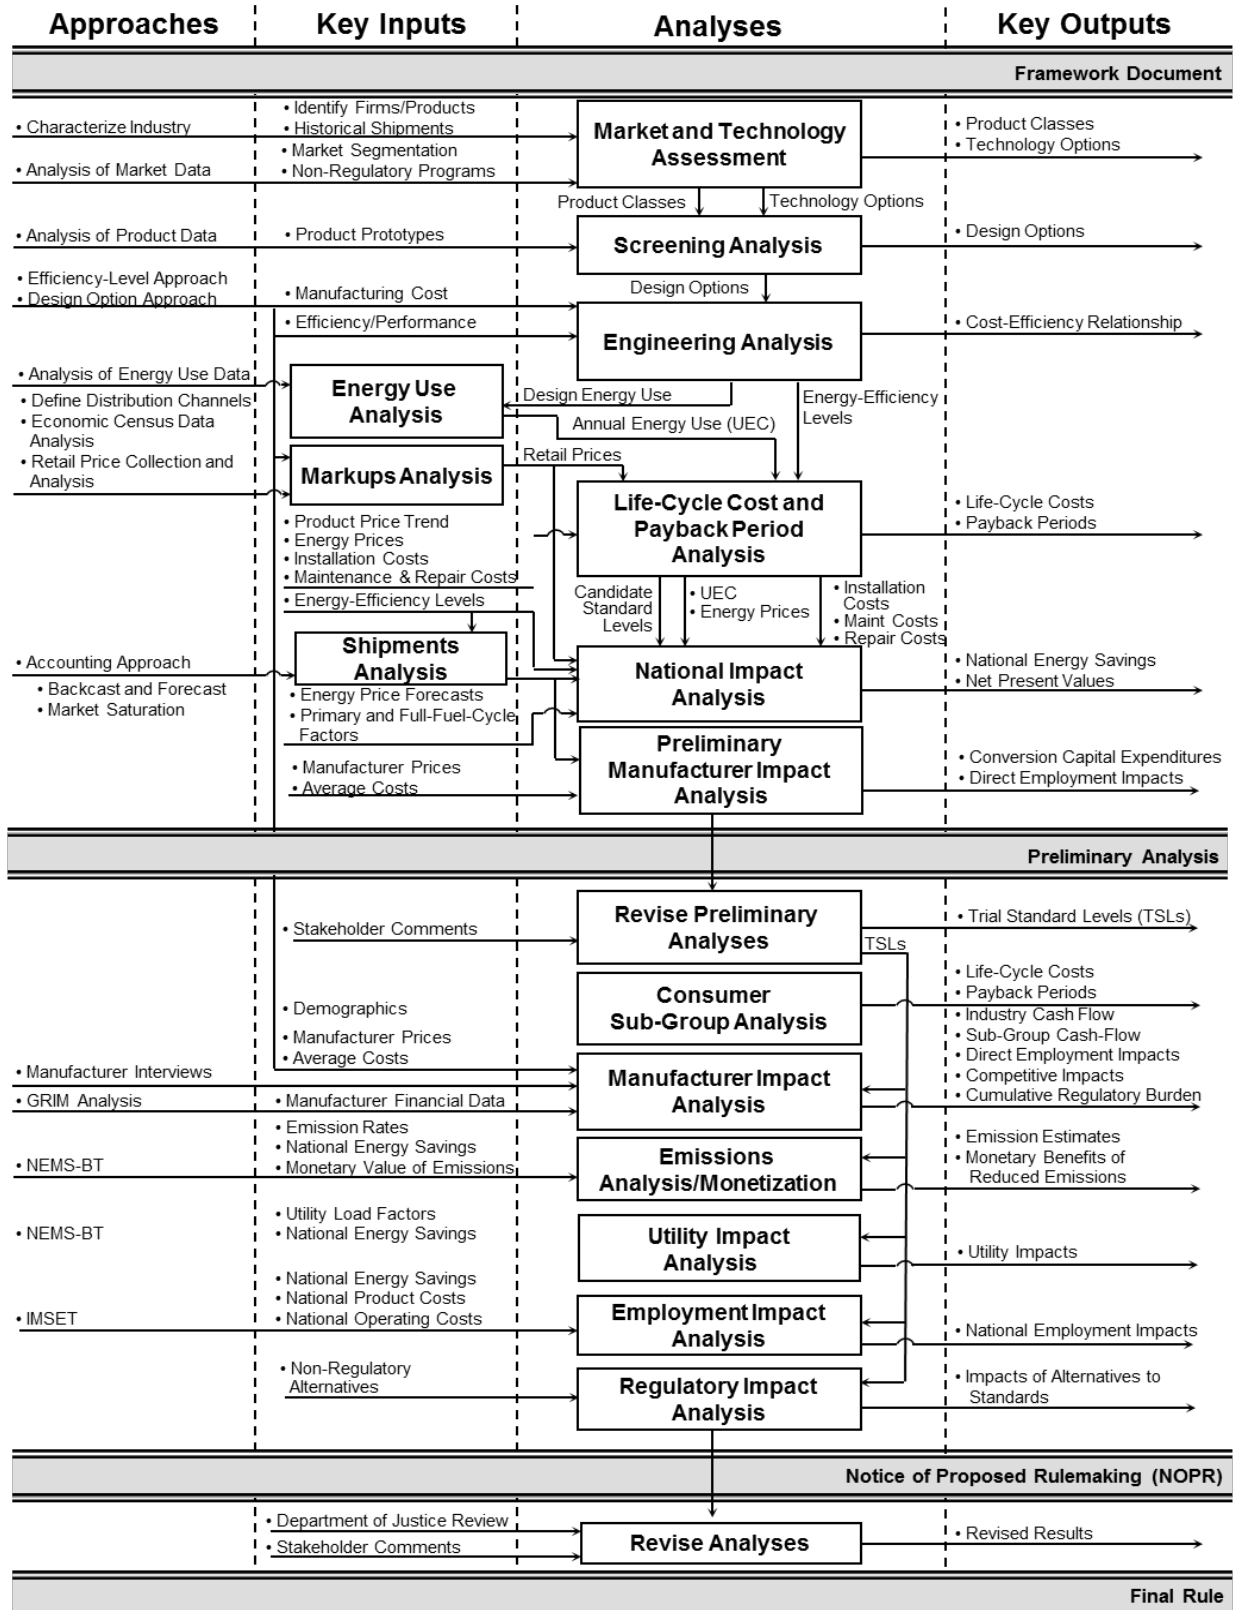 Approaches
Key Inputs
Analyses
Key Outputs
Framework Document
• Characterize Industry
• Analysis of Market Data
• Identify Firms/Products
• Historical Shipments
• Market Segmentation
• Non-Regulatory Programs
Market and Technology
Assessment
• Product Classes
• Technology Options
Product Classes
Technology Options
• Analysis of Product Data
• Product Prototypes
Screening Analysis
• Design Options
• Efficiency-Level Approach
• Design Option Approach
• Manufacturing Cost
• Efficiency/Performance
Design Options
Engineering Analysis
• Cost-Efficiency Relationship
• Analysis of Energy Use Data
• Define Distribution Channels
• Economic Census Data
Analysis
• Retail Price Collection and
Analysis
Energy Use
Analysis
Design Energy Use
Annual Energy Use (UEC)
Energy-Efficiency
Levels
Markups Analysis
Retail Prices
• Product Price Trend
• Energy Prices
• Installation Costs
• Maintenance & Repair Costs
• Energy-Efficiency Levels
Life-Cycle Cost and
Payback Period
Analysis
• Life-Cycle Costs
• Payback Periods
Candidate
Standard
Levels
• UEC
• Energy Prices
• Installation
Costs
• Maint Costs
• Repair Costs
• Accounting Approach
• Backcast and Forecast
• Market Saturation
Shipments
Analysis
• Energy Price Forecasts
• Primary and Full-Fuel-Cycle
Factors
National Impact
Analysis
• National Energy Savings
• Net Present Values
• Manufacturer Prices
• Average Costs
Preliminary
Manufacturer Impact
Analysis
• Conversion Capital Expenditures
• Direct Employment Impacts
Preliminary Analysis
• Stakeholder Comments
Revise Preliminary
Analyses
• Trial Standard Levels (TSLs)
TSLs
• Demographics
Consumer
Sub-Group Analysis
• Life-Cycle Costs
• Payback Periods
• Manufacturer Interviews
• GRIM Analysis
• Manufacturer Prices
• Average Costs
• Manufacturer Financial Data
Manufacturer Impact
Analysis
• Industry Cash Flow
• Sub-Group Cash-Flow
• Direct Employment Impacts
• Competitive Impacts
• Cumulative Regulatory Burden
• NEMS-BT
• Emission Rates
• National Energy Savings
• Monetary Value of Emissions
Emissions
Analysis/Monetization
• Emission Estimates
• Monetary Benefits of
Reduced Emissions
• NEMS-BT
• Utility Load Factors
• National Energy Savings
Utility Impact
Analysis
• Utility Impacts
• IMSET
• National Energy Savings
• National Product Costs
• National Operating Costs
Employment Impact
Analysis
• National Employment Impacts
• Non-Regulatory
Alternatives
Regulatory Impact
Analysis
• Impacts of Alternatives to
Standards
Notice of Proposed Rulemaking (NOPR)
• Department of Justice Review
• Stakeholder Comments
Revise Analyses
• Revised Results
Final Rule